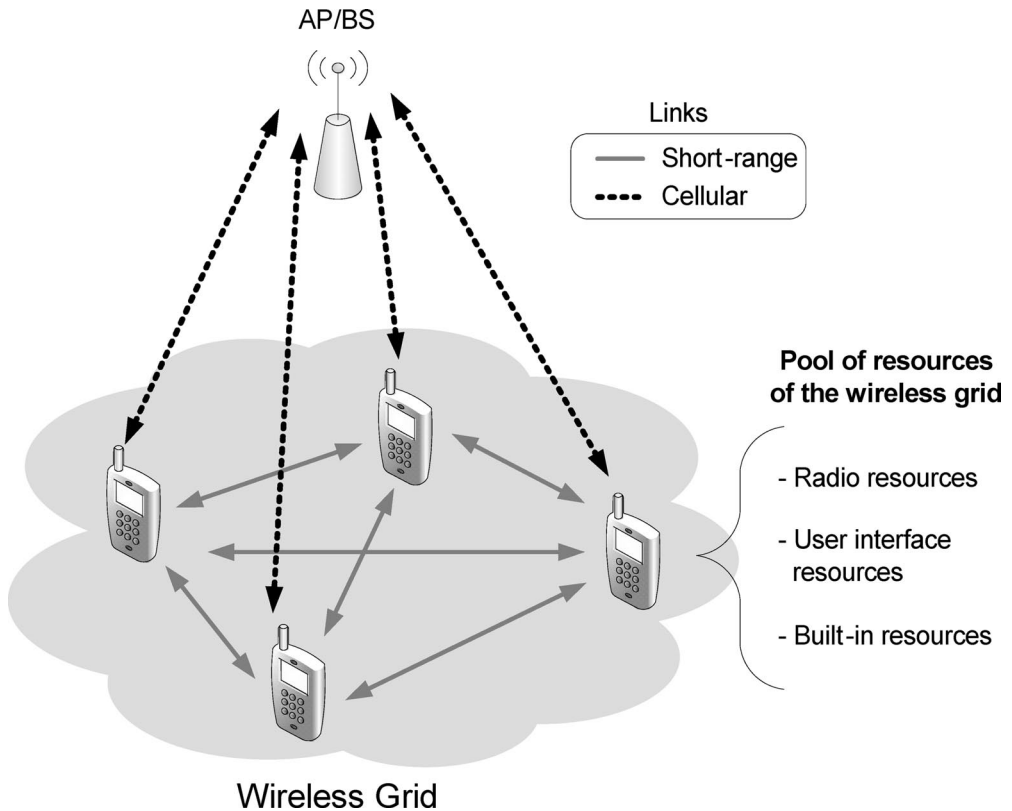 AP/BS
Links
Short-range
Cellular
Pool of resources
of the wireless grid
- Radio resources
- User interface
resources
- Built-in resources
Wireless Grid